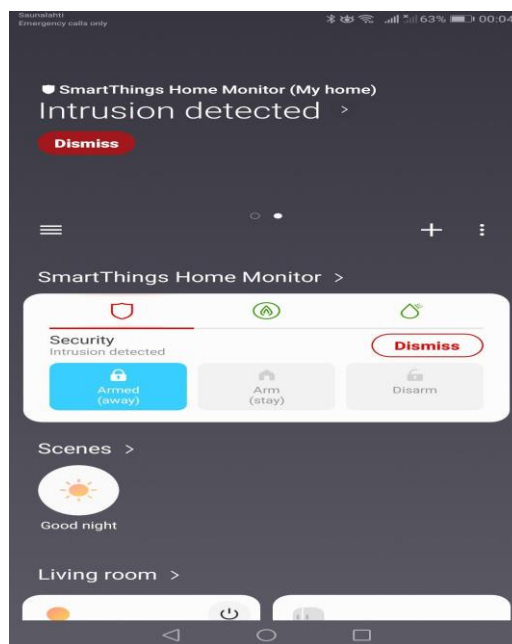 Saunalahti
Emergency calls only
63% 00:04
SmartThings Home Monitor (My home)
Intrusion detected >
Dismiss
SmartThings Home Monitor >
Security
Intrusion detected
Dismiss
Armed
(away)
Arm
(stay)
Disarm
Scenes >
Good night
Living room >